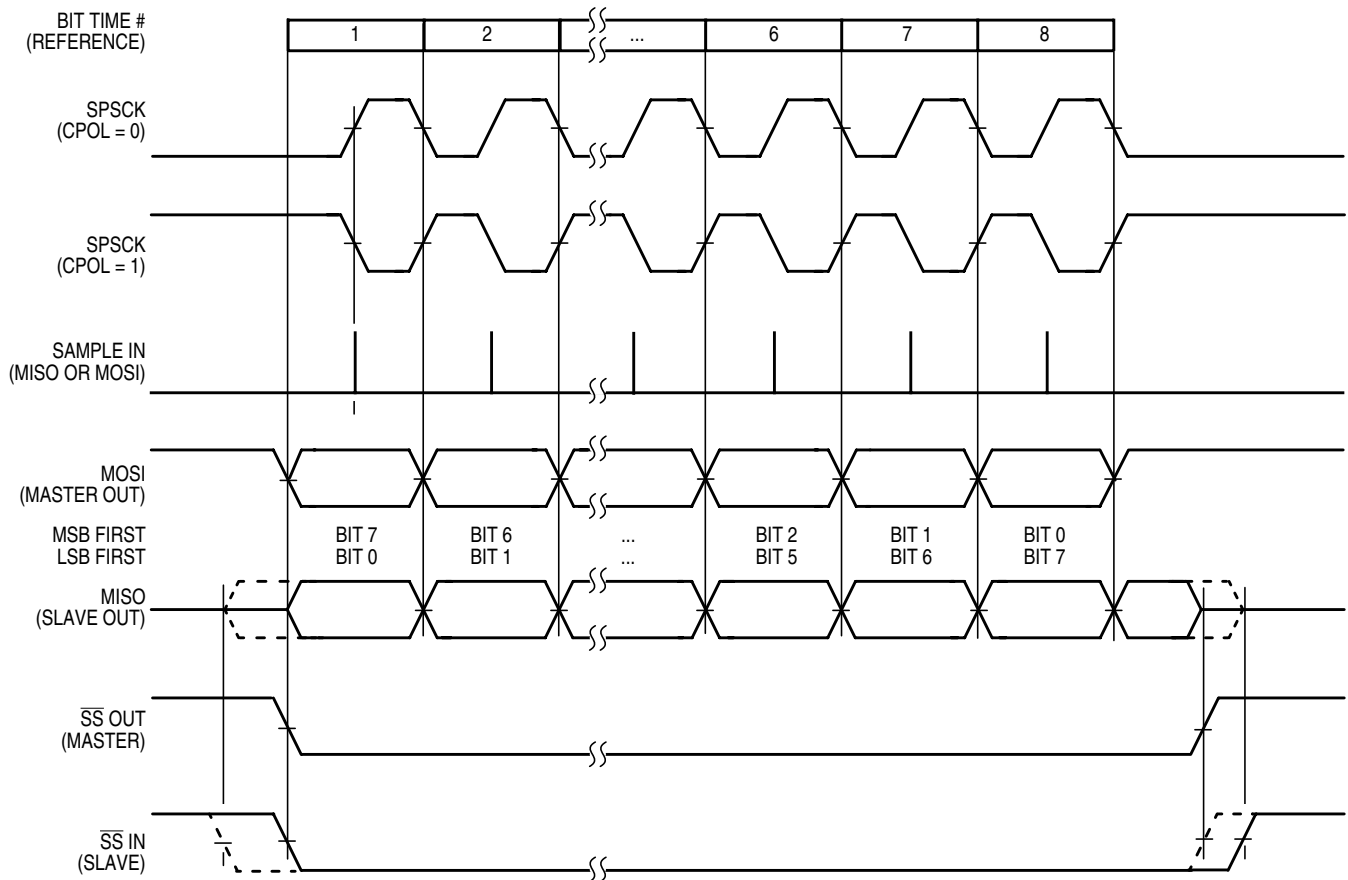 BIT TIME #
(REFERENCE)
1 2 ... 6 7 8
SPSCK
(CPOL = 0)
SPSCK
(CPOL = 1)
SAMPLE IN
(MISO OR MOSI)
MOSI
(MASTER OUT)
MSB FIRST BIT 7 BIT 6 ... BIT 2 BIT 1 BIT 0
LSB FIRST BIT 0 BIT 1 ... BIT 5 BIT 6 BIT 7
MISO
(SLAVE OUT)
S̅S̅ OUT
(MASTER)
S̅S̅ IN
(SLAVE)